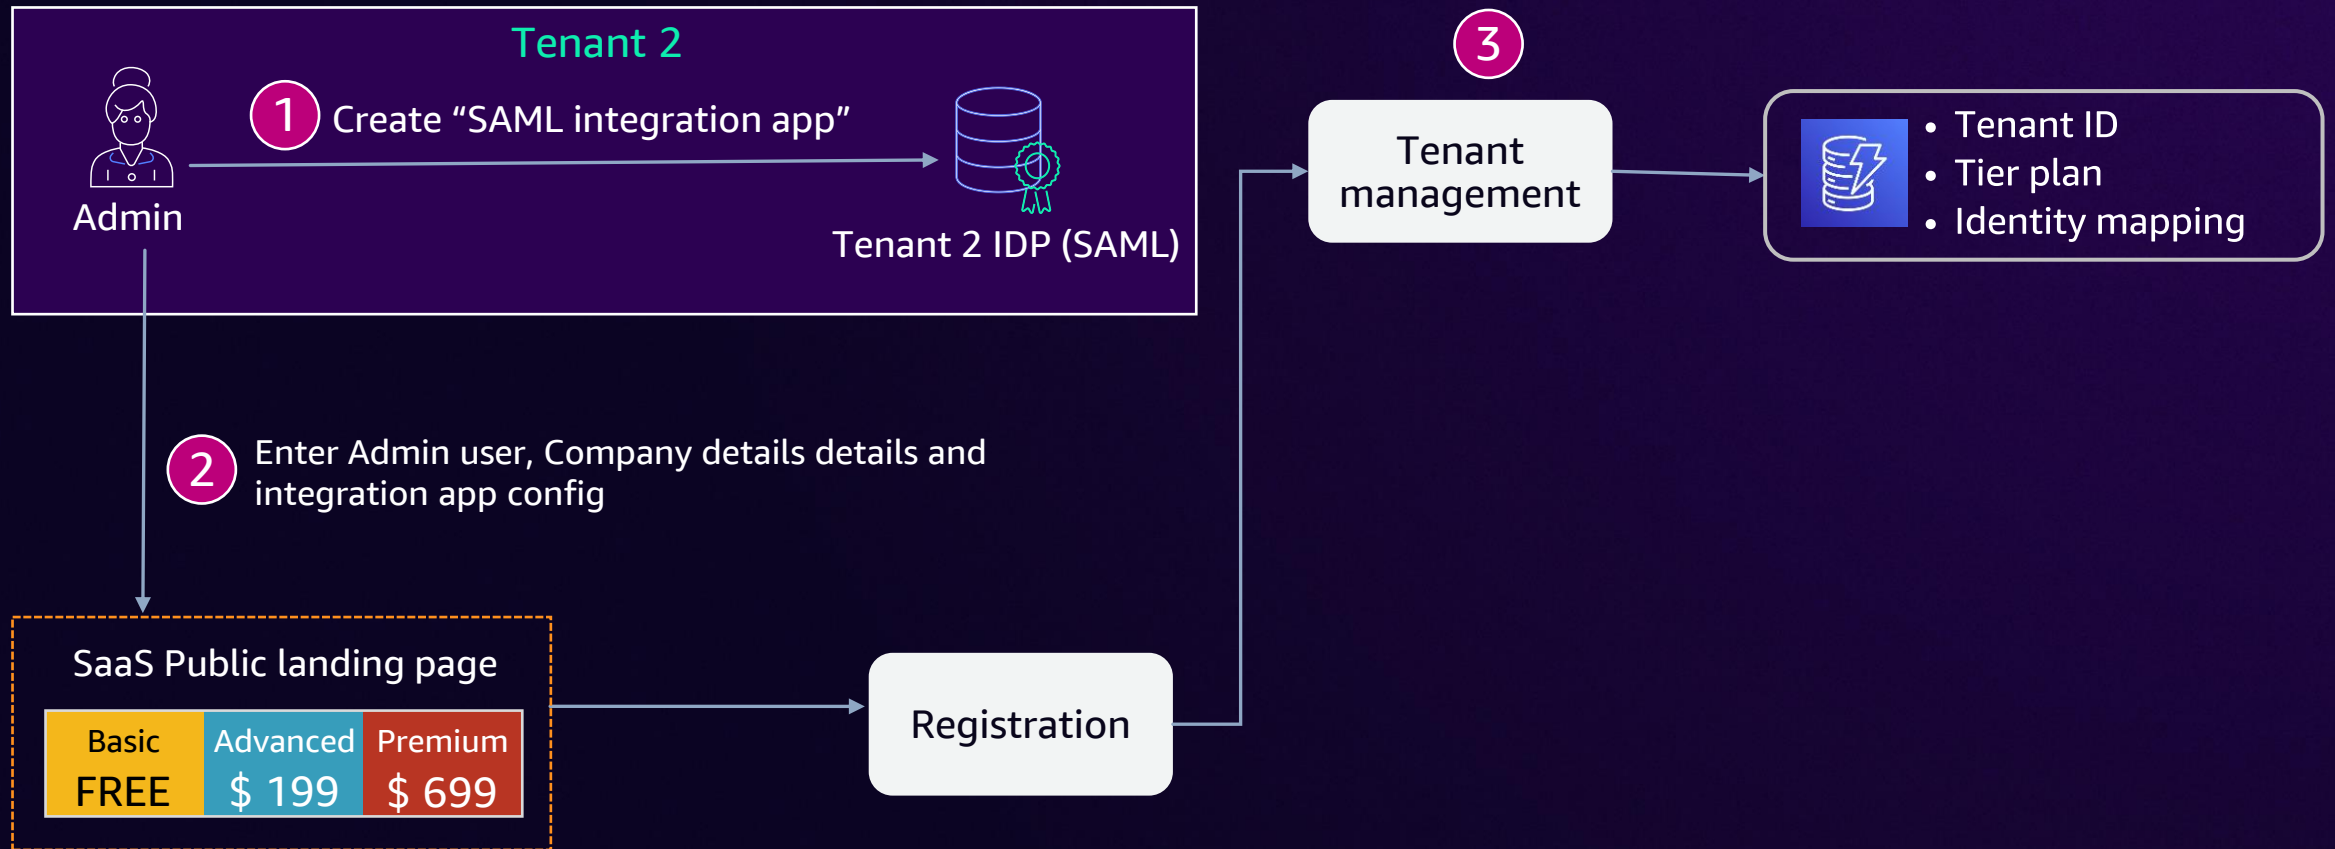 Tenant 2
1
Create “SAML integration app”
Admin
Tenant 2 IDP (SAML)
3
Tenant
management
• Tenant ID
• Tier plan
• Identity mapping
2
Enter Admin user, Company details details and
integration app config
SaaS Public landing page
Basic
FREE
Advanced
$ 199
Premium
$ 699
Registration